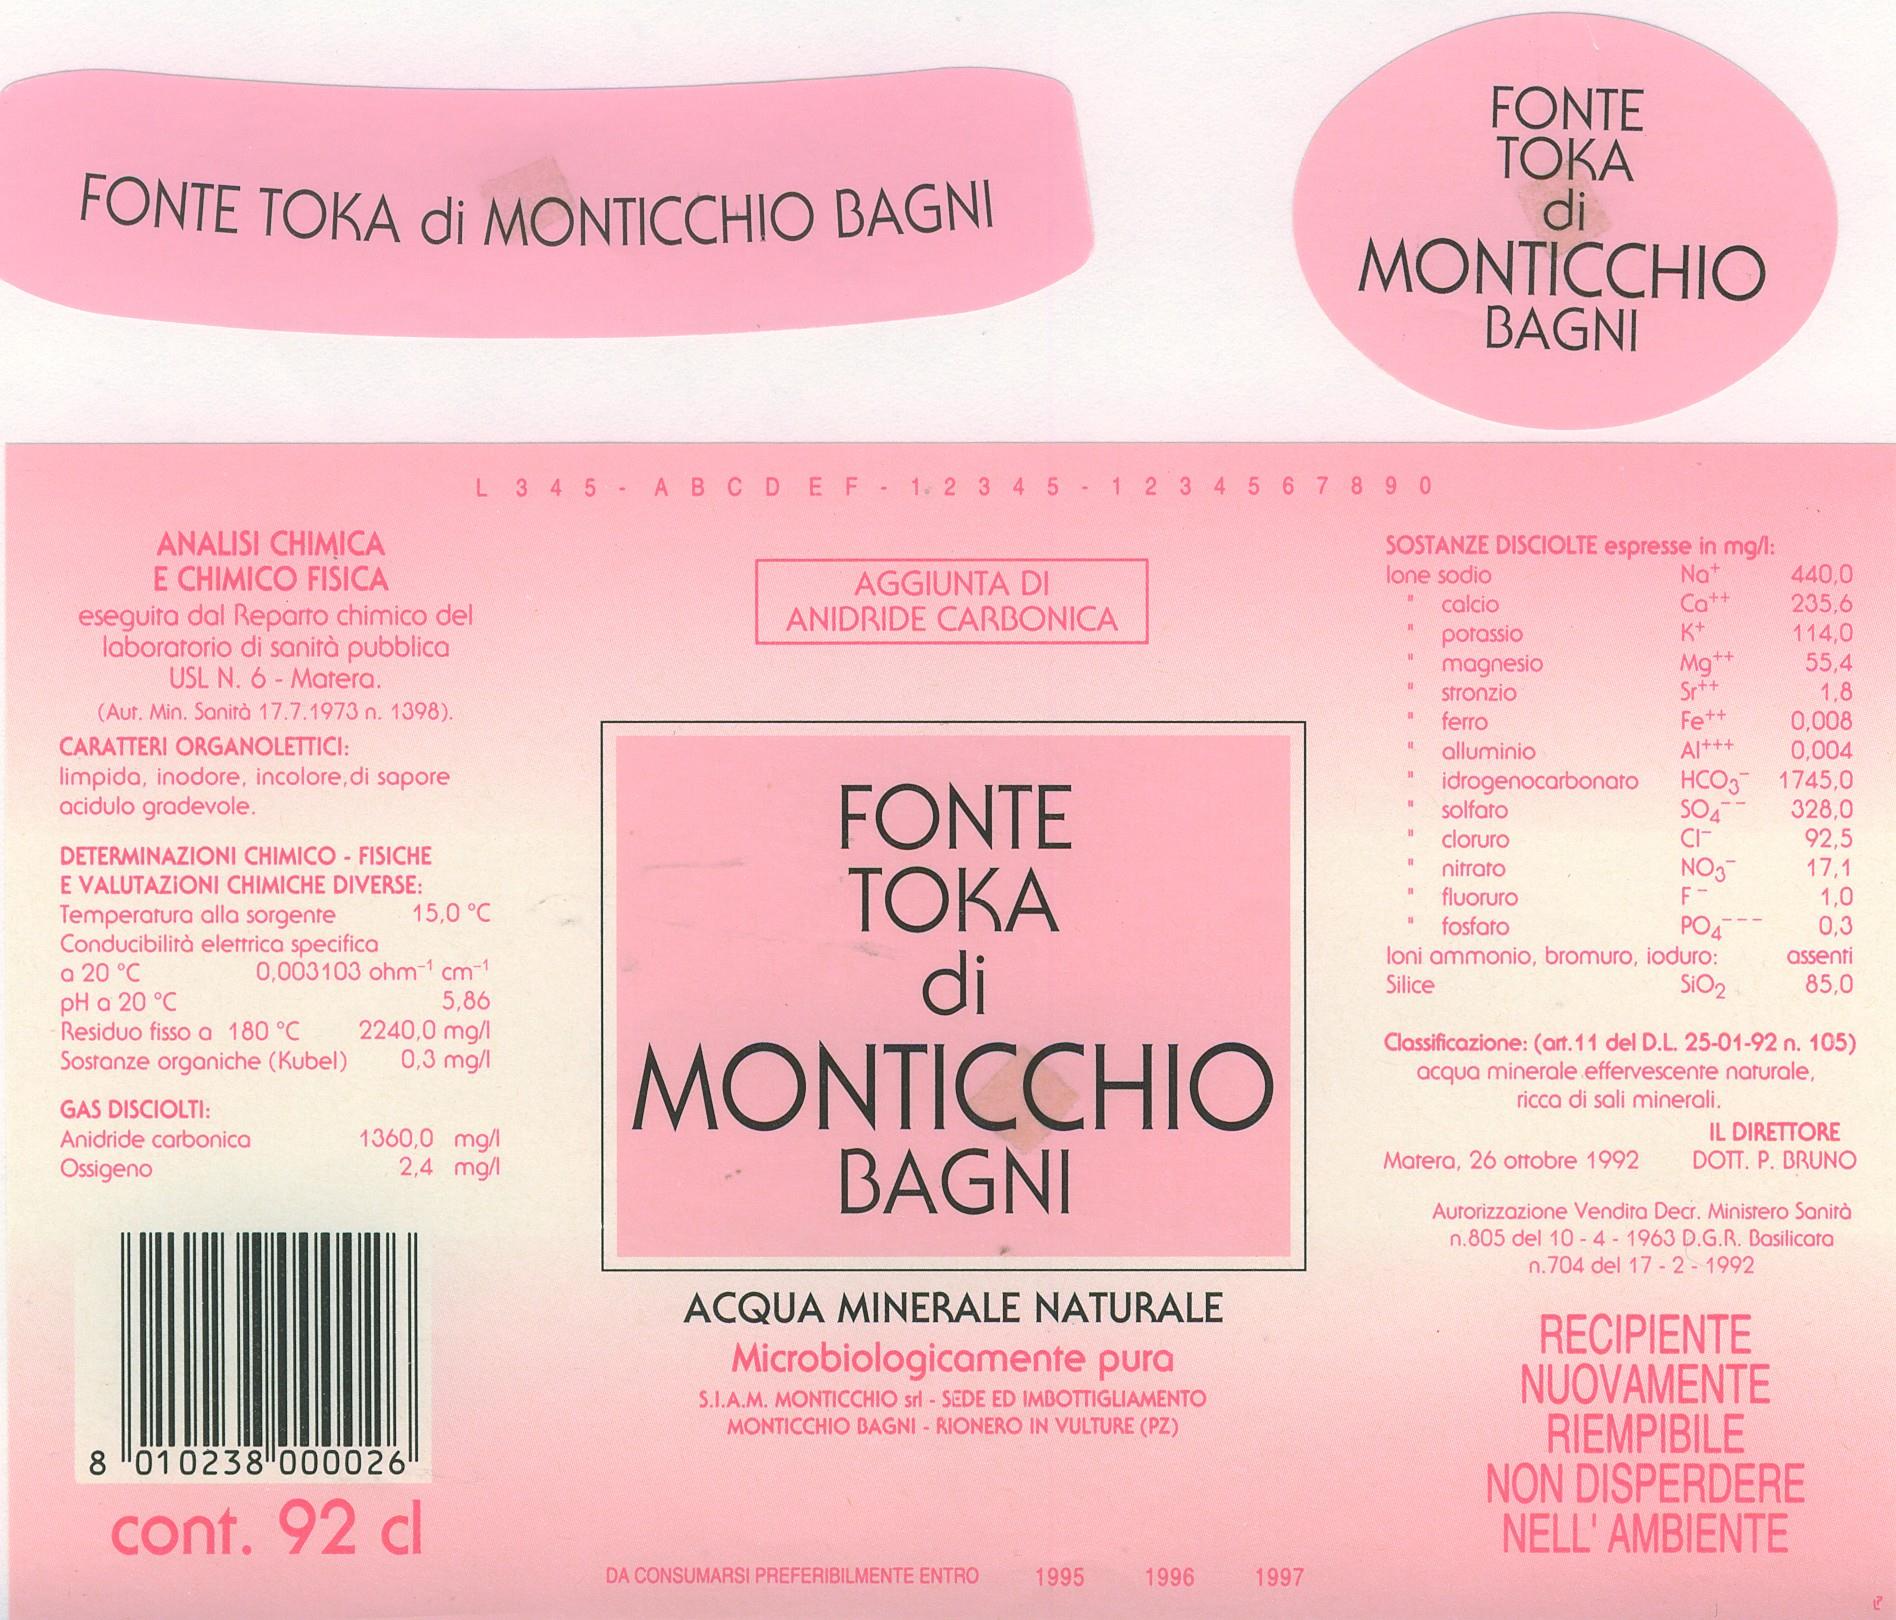 FONTE TOKA di MONTICCHIO BAGNI
FONTE
TOKA
di
MONTICCHIO
BAGNI
L 3 4 5 - A B C D E F - 1 2 3 4 5 - 1 2 3 4 5 6 7 8 9 0
ANALISI CHIMICA
E CHIMICO FISICA
eseguita dal Reparto chimico del
laboratorio di sanità pubblica
USL N. 6 - Matera.
(Aut. Min. Sanità 17.7.1973 n. 1398).
CARATTERI ORGANOLETTICI:
limpida, inodore, incolore,di sapore
acidulo gradevole.
DETERMINAZIONI CHIMICO - FISICHE
E VALUTAZIONI CHIMICHE DIVERSE:
Temperatura alla sorgente 15,0 °C
Conducibilità elettrica specifica
a 20 °C 0,003103 ohm⁻¹ cm⁻¹
pH a 20 °C 5,86
Residuo fisso a 180 °C 2240,0 mg/l
Sostanze organiche (Kubel) 0,3 mg/l
GAS DISCIOLTI:
Anidride carbonica 1360,0 mg/l
Ossigeno 2,4 mg/l
8 010238 000026
cont. 92 cl
AGGIUNTA DI
ANIDRIDE CARBONICA
FONTE
TOKA
di
MONTICCHIO
BAGNI
ACQUA MINERALE NATURALE
Microbiologicamente pura
S.I.A.M. MONTICCHIO srl - SEDE ED IMBOTTIGLIAMENTO
MONTICCHIO BAGNI - RIONERO IN VULTURE (PZ)
DA CONSUMARSI PREFERIBILMENTE ENTRO 1995 1996 1997
SOSTANZE DISCIOLTE espresse in mg/l:
Ione sodio Na⁺ 440,0
" calcio Ca⁺⁺ 235,6
" potassio K⁺ 114,0
" magnesio Mg⁺⁺ 55,4
" stronzio Sr⁺⁺ 1,8
" ferro Fe⁺⁺ 0,008
" alluminio Al⁺⁺⁺ 0,004
" idrogenocarbonato HCO₃⁻ 1745,0
" solfato SO₄⁻⁻ 328,0
" cloruro Cl⁻ 92,5
" nitrato NO₃⁻ 17,1
" fluoruro F⁻ 1,0
" fosfato PO₄⁻⁻⁻ 0,3
Ioni ammonio, bromuro, ioduro: assenti
Silice SiO₂ 85,0
Classificazione: (art.11 del D.L. 25-01-92 n. 105)
acqua minerale effervescente naturale,
ricca di sali minerali.
IL DIRETTORE
Matera, 26 ottobre 1992 DOTT. P. BRUNO
Autorizzazione Vendita Decr. Ministero Sanità
n.805 del 10 - 4 - 1963 D.G.R. Basilicata
n.704 del 17 - 2 - 1992
RECIPIENTE
NUOVAMENTE
RIEMPIBILE
NON DISPERDERE
NELL' AMBIENTE